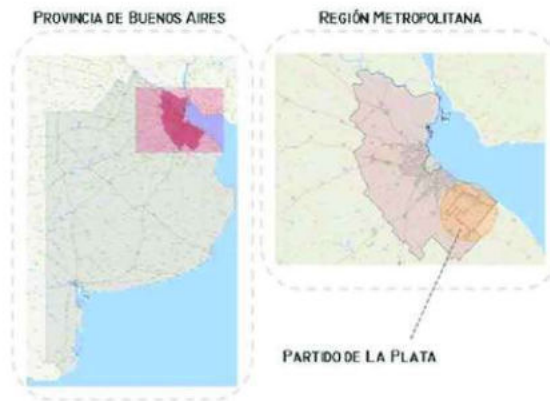 PROVINCIA DE BUENOS AIRES
REGIÓN METROPOLITANA
PARTIDO DE LA PLATA